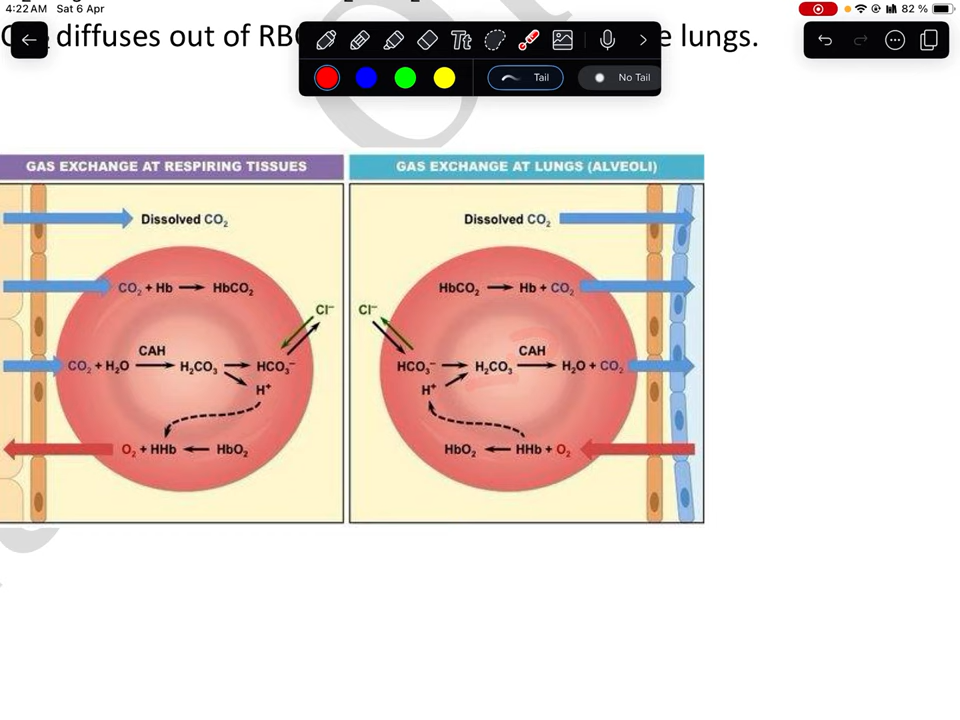 4:22 AM Sat 6 Apr
82 %
diffuses out of RB
e lungs.
Tt
Tail
No Tail
GAS EXCHANGE AT RESPIRING TISSUES
Dissolved CO₂
CO₂ + Hb → HbCO₂
Cl⁻
CAH
CO₂ + H₂O → H₂CO₃ → HCO₃⁻
H⁺
O₂ + HHb ← HbO₂
GAS EXCHANGE AT LUNGS (ALVEOLI)
Dissolved CO₂
HbCO₂ → Hb + CO₂
Cl⁻
CAH
HCO₃⁻ → H₂CO₃ → H₂O + CO₂
H⁺
HbO₂ ← HHb + O₂